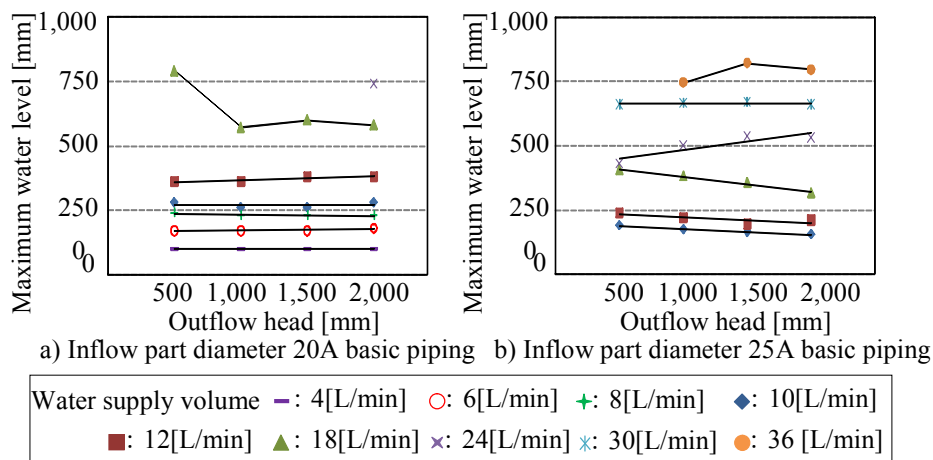 Maximum water level [mm]
1,000
750
500
250
0
0
500 1,000 1,500 2,000
Outflow head [mm]
a) Inflow part diameter 20A basic piping
Maximum water level [mm]
1,000
750
500
250
0
0
500 1,000 1,500 2,000
Outflow head [mm]
b) Inflow part diameter 25A basic piping
Water supply volume : 4[L/min] : 6[L/min] : 8[L/min] : 10[L/min]
: 12[L/min] : 18[L/min] : 24[L/min] : 30[L/min] : 36 [L/min]